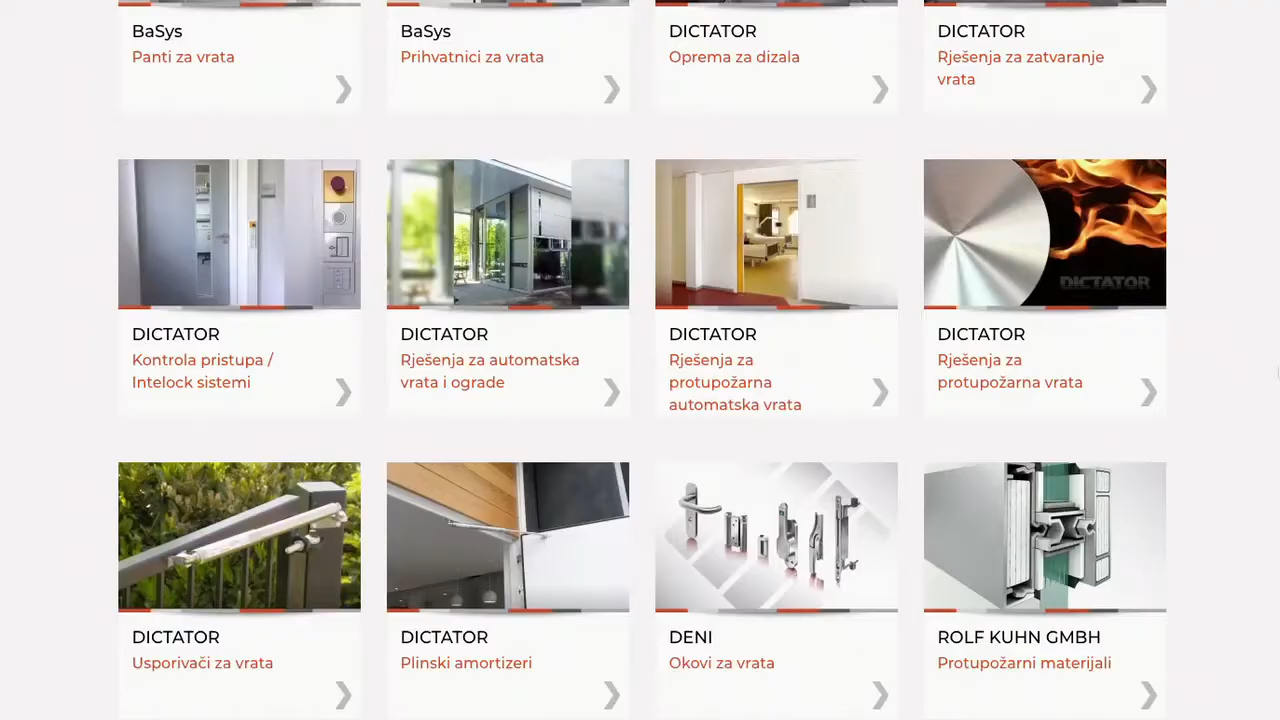 BaSys
Panti za vrata
BaSys
Prihvatnici za vrata
DICTATOR
Oprema za dizala
DICTATOR
Rješenja za zatvaranje
vrata
DICTATOR
DICTATOR
Kontrola pristupa /
Intelock sistemi
DICTATOR
Rješenja za automatska
vrata i ograde
DICTATOR
Rješenja za
protupožarna
automatska vrata
DICTATOR
Rješenja za
protupožarna vrata
DICTATOR
Usporivači za vrata
DICTATOR
Plinski amortizeri
DENI
Okovi za vrata
ROLF KUHN GMBH
Protupožarni materijali